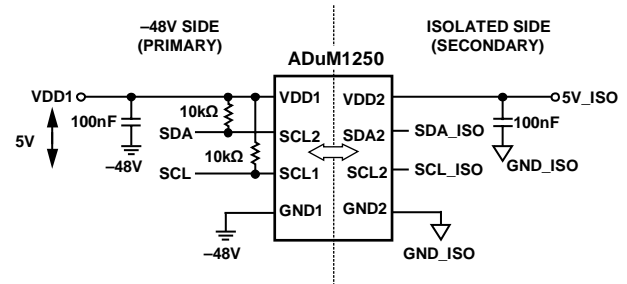 –48V SIDE
(PRIMARY)
ISOLATED SIDE
(SECONDARY)
ADuM1250
VDD1
5V
100nF
–48V
10kΩ
SDA
10kΩ
SCL
VDD1
SCL2
SCL1
GND1
–48V
VDD2
SDA2
SCL2
GND2
5V_ISO
100nF
SDA_ISO
GND_ISO
SCL_ISO
GND_ISO